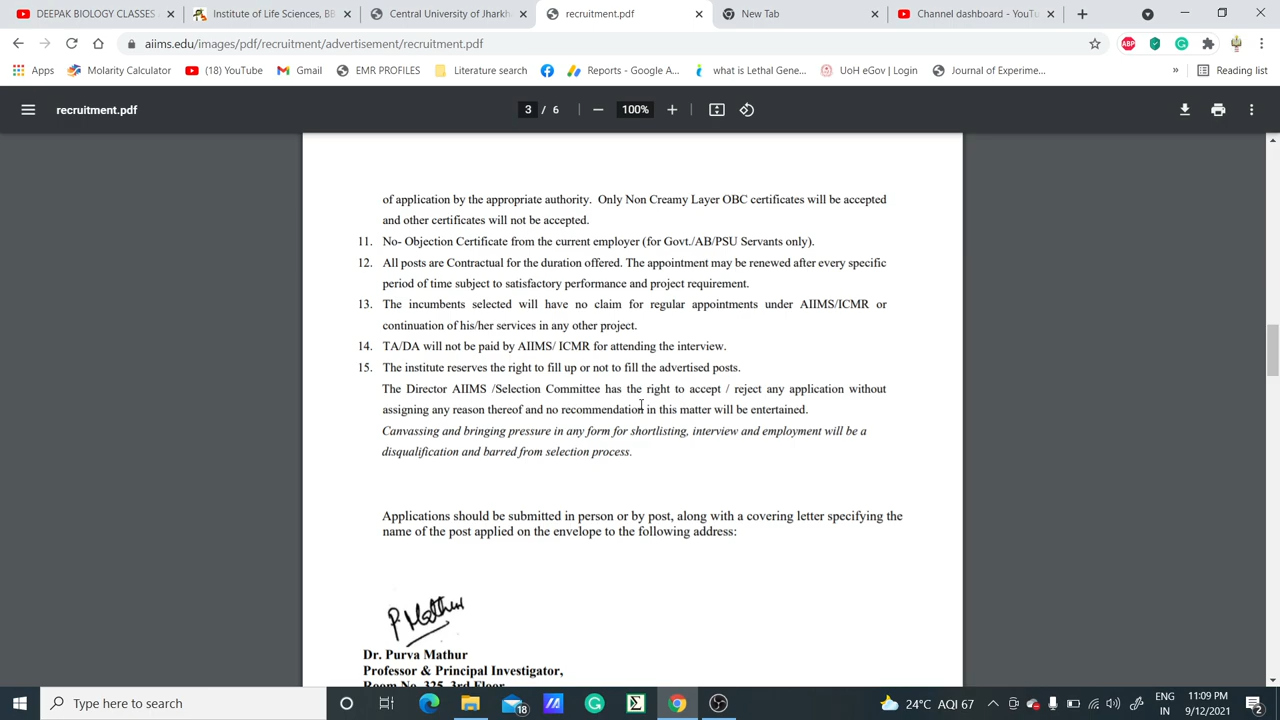 DEEPAK BIOLOGY CLASSES
Institute of Life Sciences, BB
Central University of Jharkh
recruitment.pdf
New Tab
Channel dashboard - YouTu
aiims.edu/images/pdf/recruitment/advertisement/recruitment.pdf
Apps
Molarity Calculator
(18) YouTube
Gmail
EMR PROFILES
Literature search
Reports - Google A...
what is Lethal Gene...
UoH eGov | Login
Journal of Experime...
»
Reading list
recruitment.pdf
3 / 6
100%
of application by the appropriate authority. Only Non Creamy Layer OBC certificates will be accepted
and other certificates will not be accepted.
11. No- Objection Certificate from the current employer (for Govt./AB/PSU Servants only).
12. All posts are Contractual for the duration offered. The appointment may be renewed after every specific
period of time subject to satisfactory performance and project requirement.
13. The incumbents selected will have no claim for regular appointments under AIIMS/ICMR or
continuation of his/her services in any other project.
14. TA/DA will not be paid by AIIMS/ ICMR for attending the interview.
15. The institute reserves the right to fill up or not to fill the advertised posts.
The Director AIIMS /Selection Committee has the right to accept / reject any application without
assigning any reason thereof and no recommendation in this matter will be entertained.
Canvassing and bringing pressure in any form for shortlisting, interview and employment will be a
disqualification and barred from selection process.
Applications should be submitted in person or by post, along with a covering letter specifying the
name of the post applied on the envelope to the following address:
P Mathur
Dr. Purva Mathur
Professor & Principal Investigator,
Room No. 325, 3rd Floor
Type here to search
18
24°C AQI 67
ENG
IN
11:09 PM
9/12/2021
2